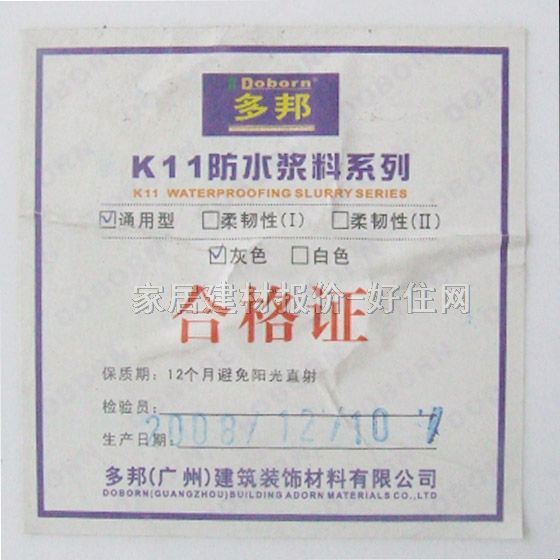 Doborn®
多邦
K11防水浆料系列
K11 WATERPROOFING SLURRY SERIES
☑通用型 ☐柔韧性(I) ☐柔韧性(II)
☑灰色 ☐白色
家居建材报价-好住网
合格证
保质期：12个月避免阳光直射
检验员：
生产日期：2008/12/10
多邦(广州)建筑装饰材料有限公司
DOBORN(GUANGZHOU)BUILDING ADORN MATERIALS CO.,LTD